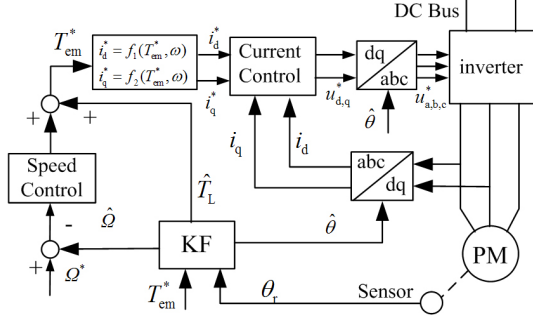 DC Bus
T*em
i*d = f1(T*em, ω)
i*q = f2(T*em, ω)
i*d
i*q
Current
Control
u*d,q
dq
abc
θ̂
u*a,b,c
inverter
+
+
Speed
Control
T̂L
iq
id
abc
dq
-
Ω̂
KF
θ̂
PM
+
Ω*
T*em
θr
Sensor